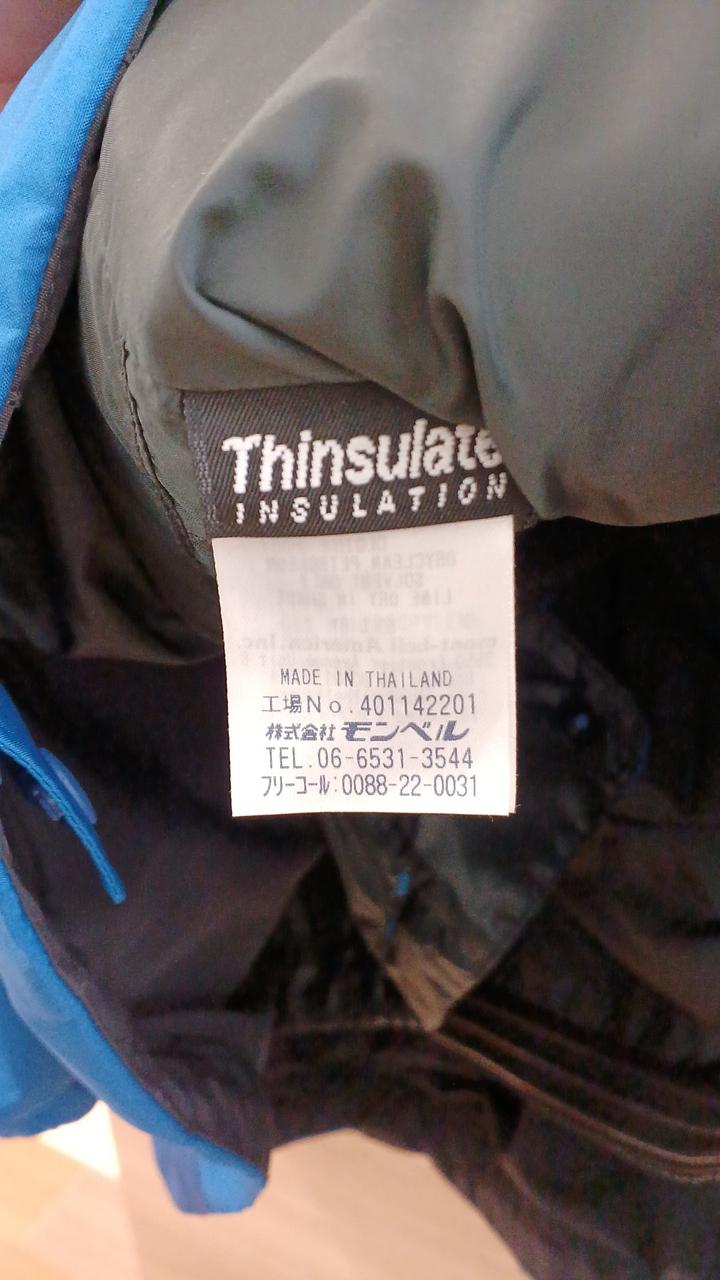 Thinsulate
INSULATION
MADE IN THAILAND
工場No.401142201
株式会社モンベル
TEL.06-6531-3544
フリーコール:0088-22-0031